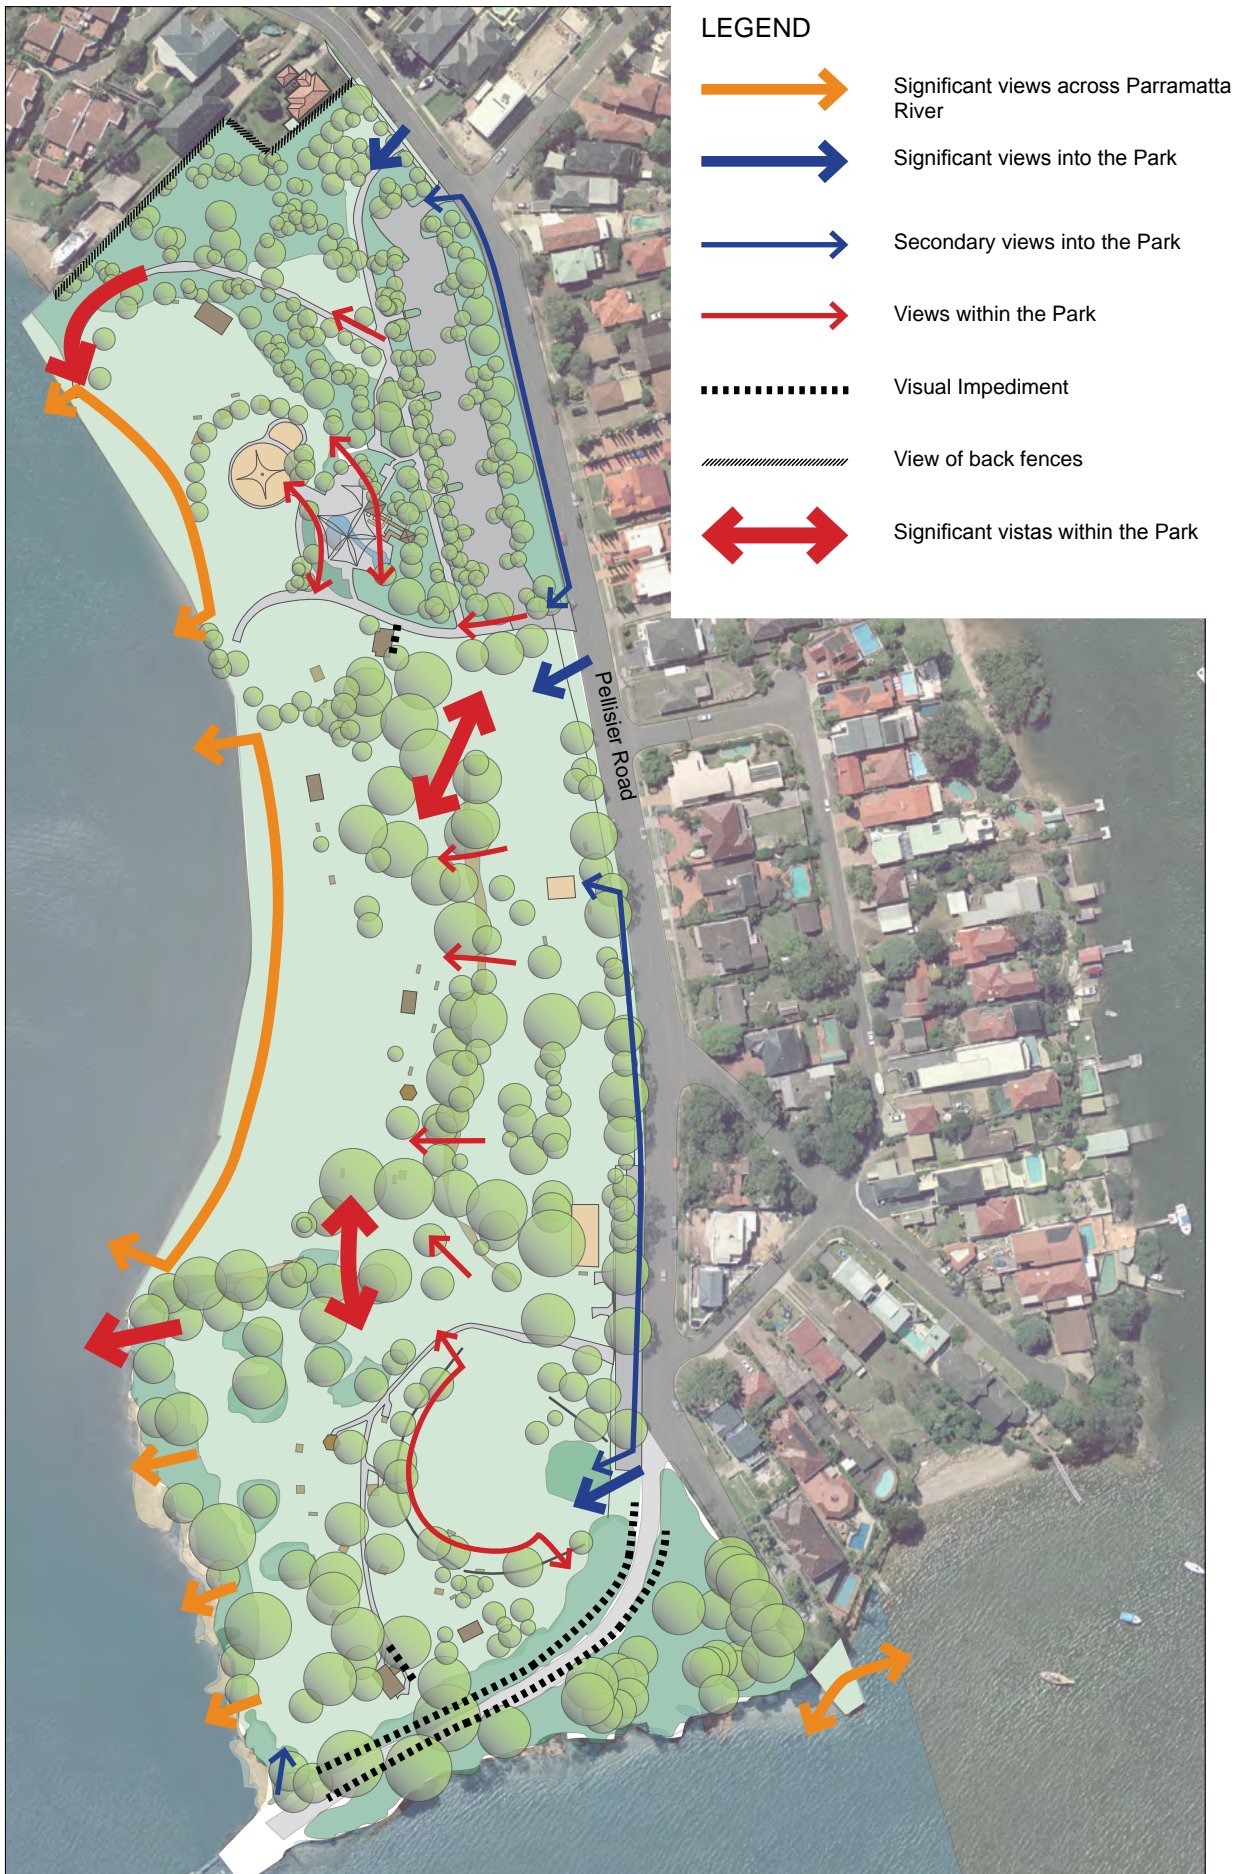 LEGEND
Significant views across Parramatta
River
Significant views into the Park
Secondary views into the Park
Views within the Park
Visual Impediment
View of back fences
Significant vistas within the Park
Pellisier Road